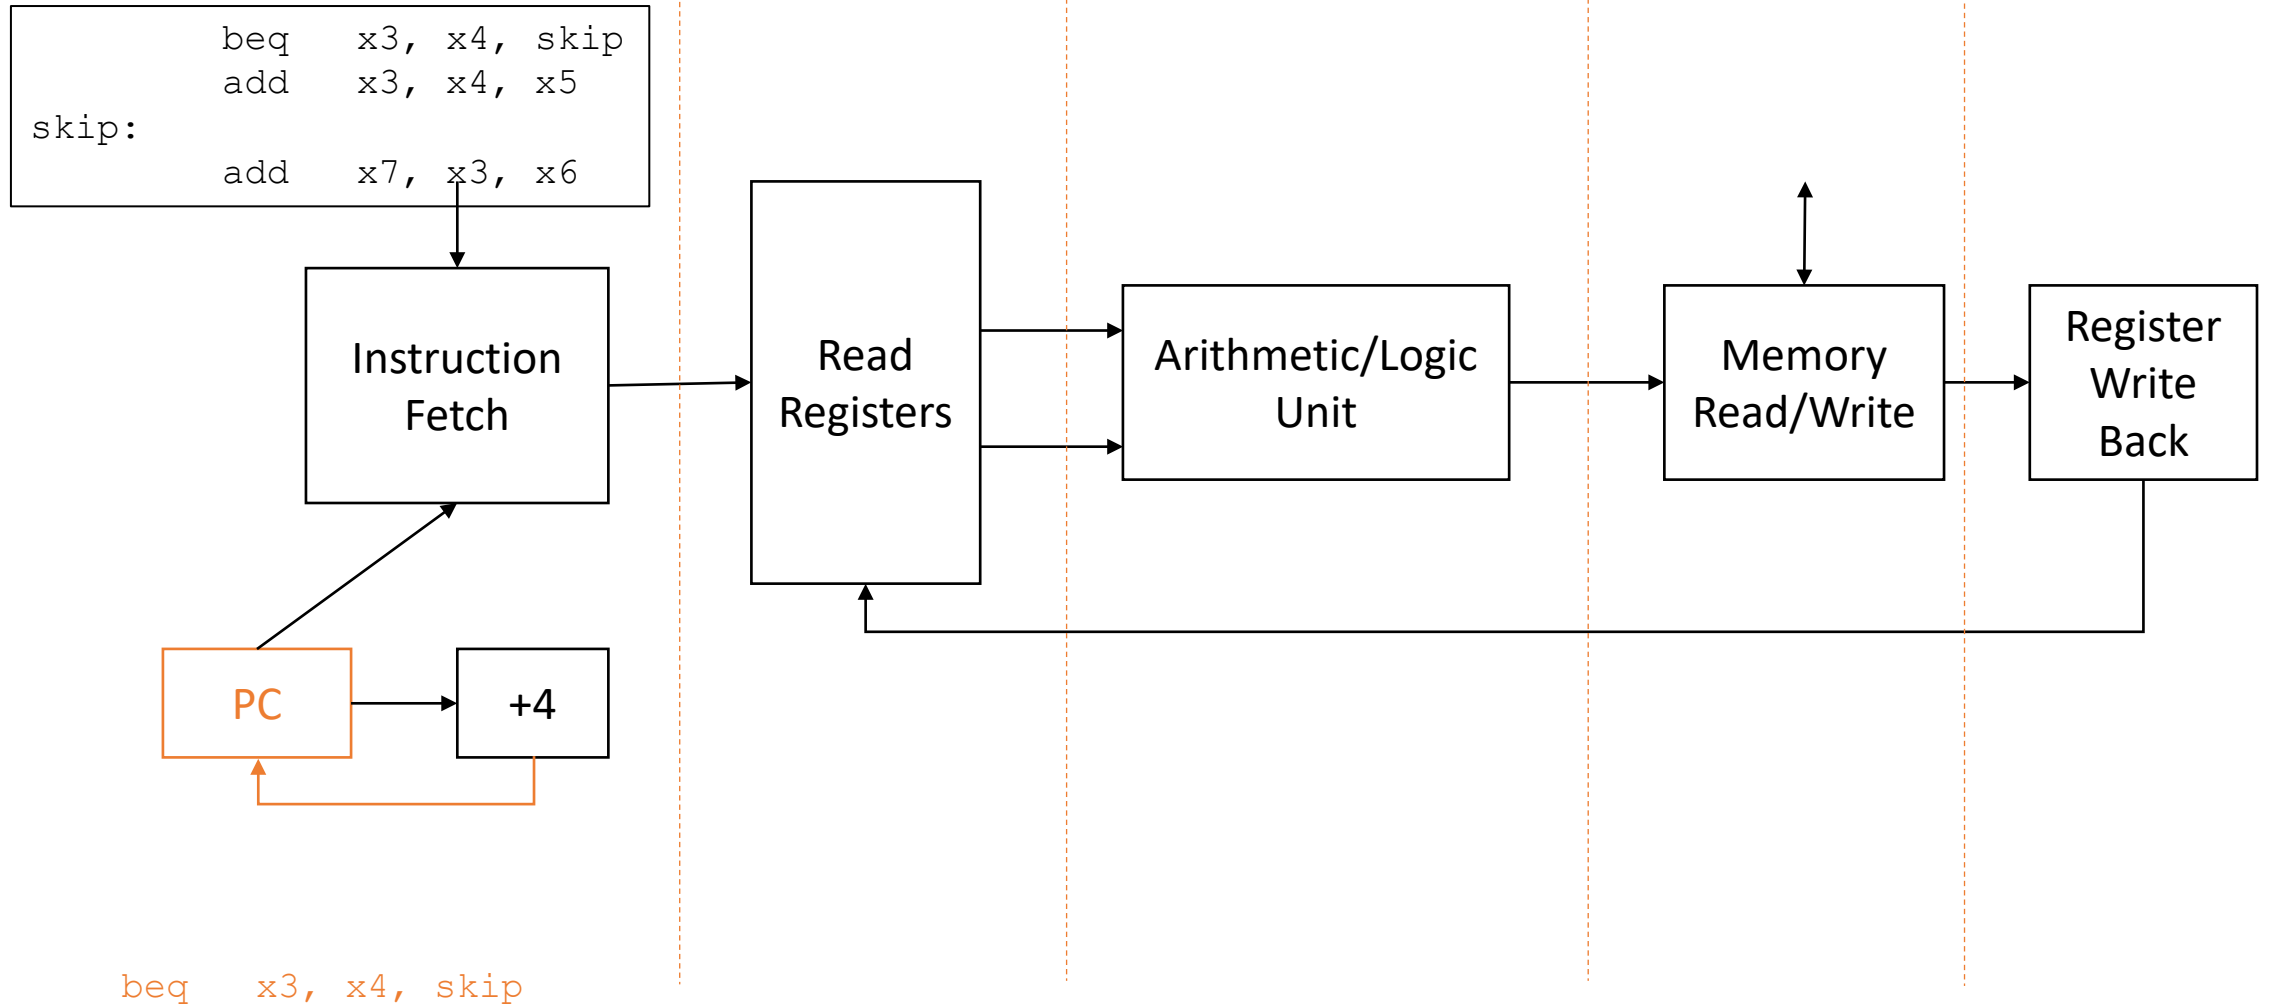 beq x3, x4, skip
add x3, x4, x5
skip:
add x7, x3, x6
Instruction
Fetch
Read
Registers
Arithmetic/Logic
Unit
Memory
Read/Write
Register
Write
Back
PC
+4
beq x3, x4, skip